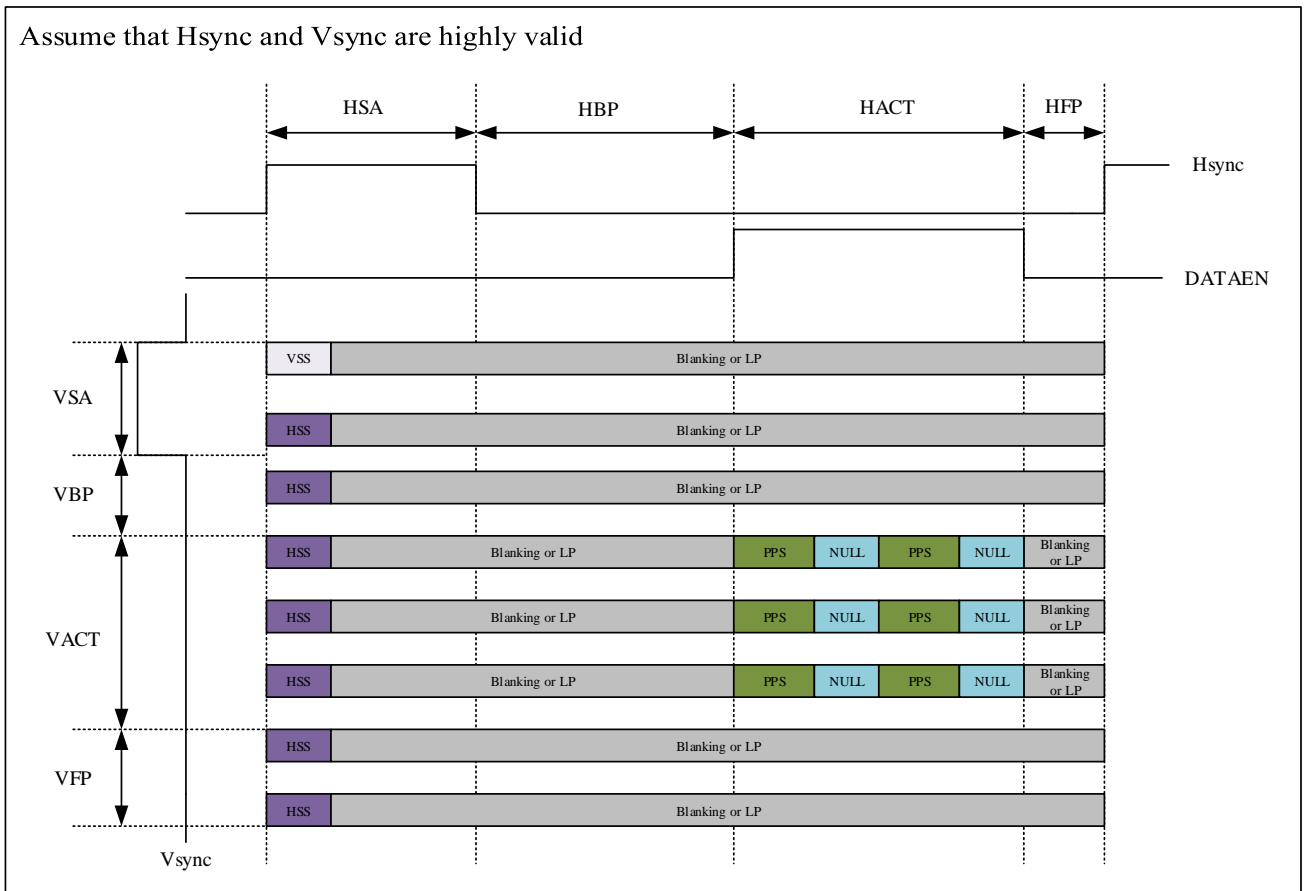 Assume that Hsync and Vsync are highly valid
HSA HBP HACT HFP
Hsync
DATAEN
VSS Blanking or LP
VSA
HSS Blanking or LP
VBP
HSS Blanking or LP
HSS Blanking or LP PPS NULL PPS NULL Blanking
or LP
VACT
HSS Blanking or LP PPS NULL PPS NULL Blanking
or LP
HSS Blanking or LP PPS NULL PPS NULL Blanking
or LP
HSS Blanking or LP
VFP
HSS Blanking or LP
Vsync